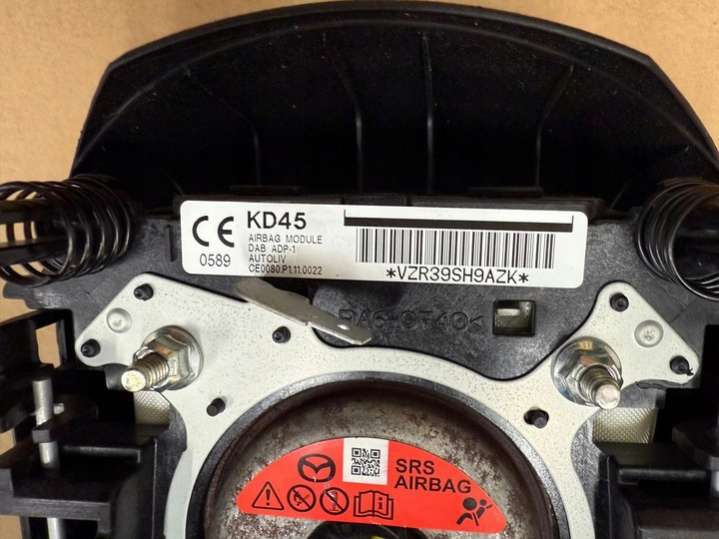 CE
0589
KD45
AIRBAG MODULE
DAB ADP-1
AUTOLIV
CE0080.P1.11.0022
*VZR39SH9AZK*
SRS
AIRBAG